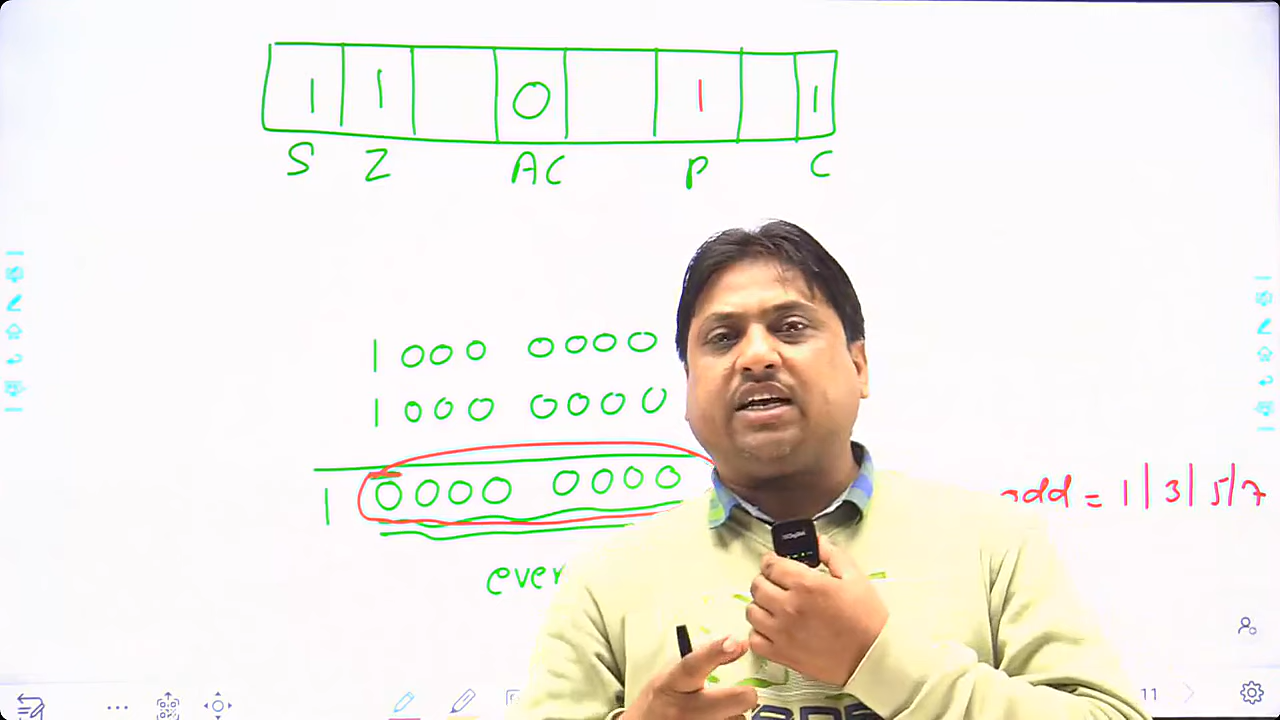 1 1 0 1 1
S Z AC P C
1000 0000
1000 0000
1 0000 0000
odd = 1|3|5|7
even
11